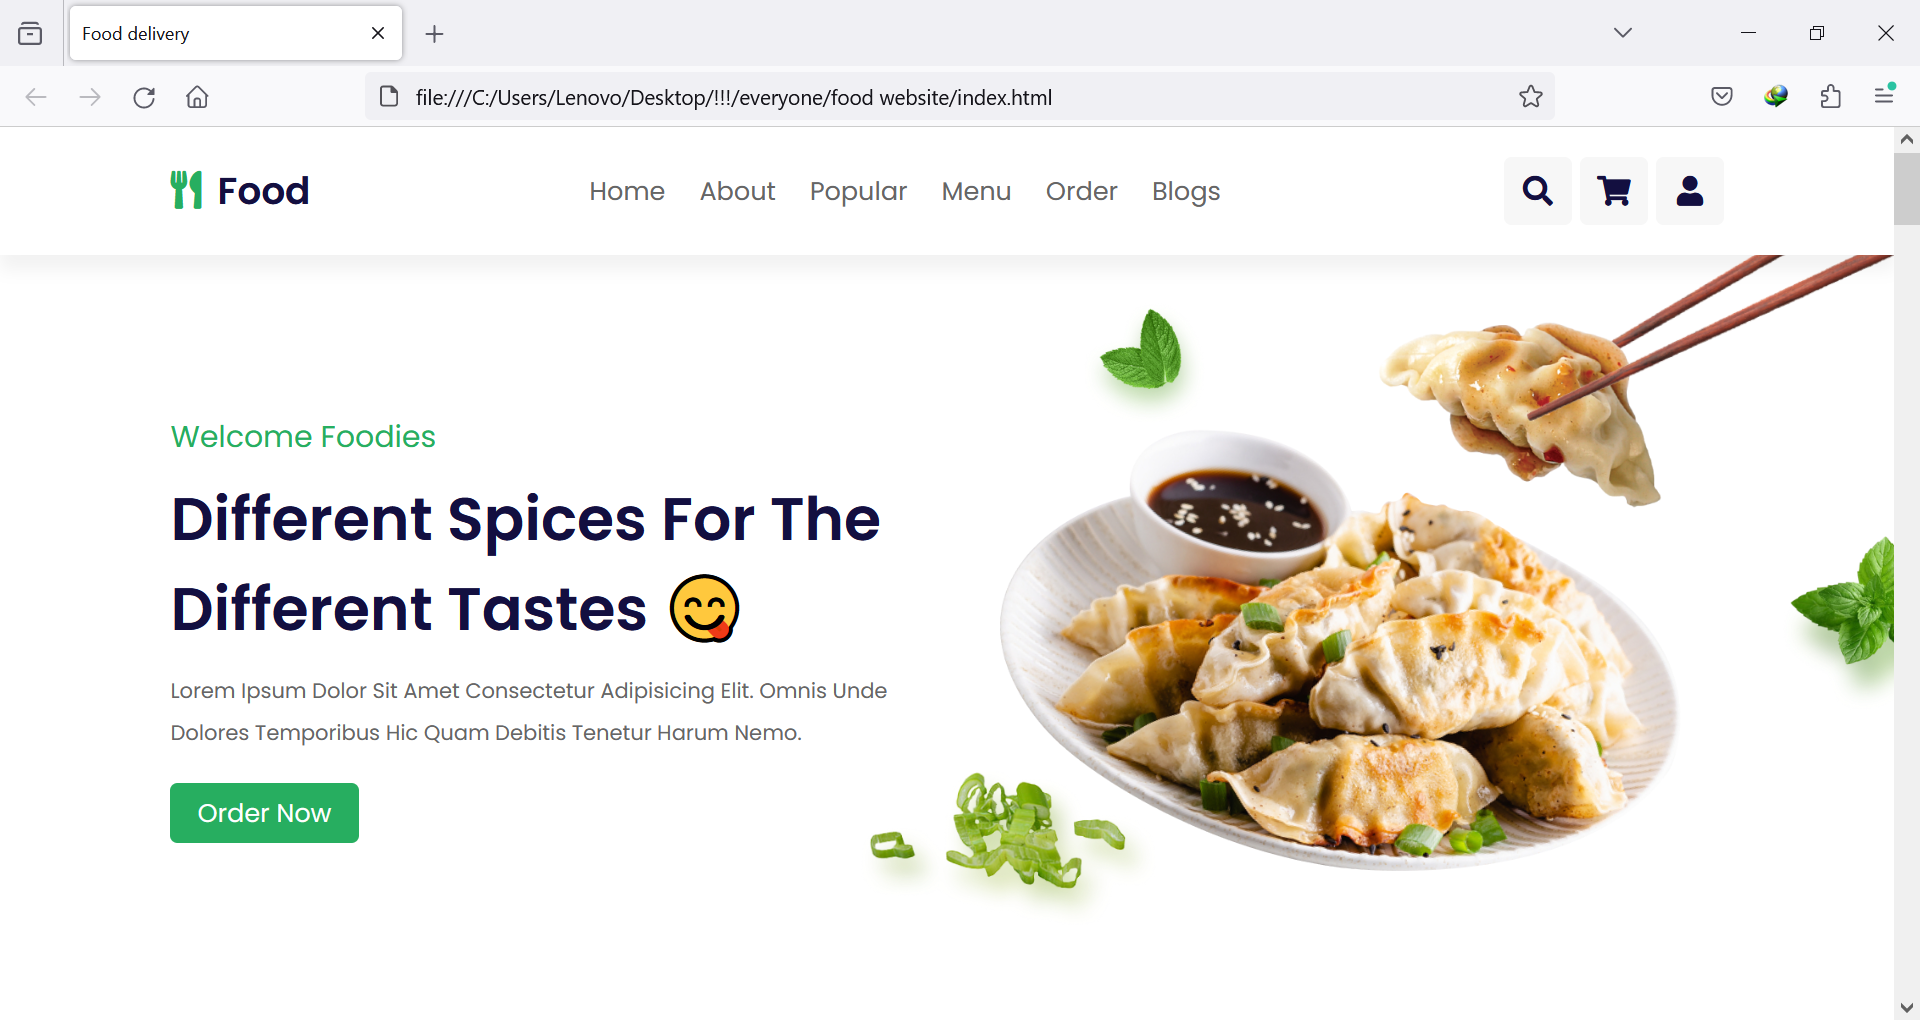 Food delivery
file:///C:/Users/Lenovo/Desktop/!!!/everyone/food website/index.html
Food
Home About Popular Menu Order Blogs
Welcome Foodies
Different Spices For The
Different Tastes 😋
Lorem Ipsum Dolor Sit Amet Consectetur Adipisicing Elit. Omnis Unde
Dolores Temporibus Hic Quam Debitis Tenetur Harum Nemo.
Order Now